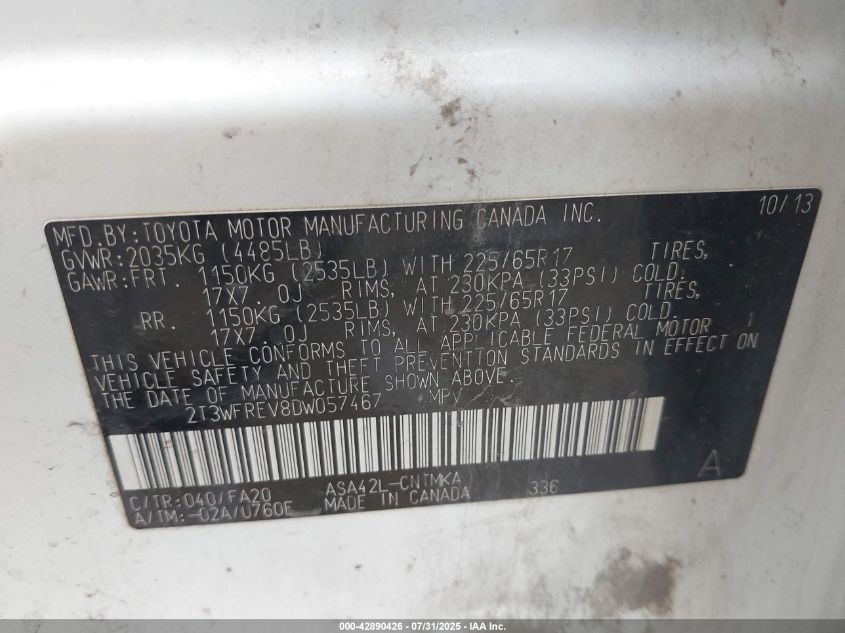 MFD. BY: TOYOTA MOTOR MANUFACTURING CANADA INC. 10/13
GVWR: 2035KG (4485LB)
GAWR: FRT. 1150KG (2535LB) WITH 225/65R17 TIRES,
17X7. 0J RIMS, AT 230KPA (33PSI) COLD.
RR. 1150KG (2535LB) WITH 225/65R17 TIRES,
17X7. 0J RIMS, AT 230KPA (33PSI) COLD.
THIS VEHICLE CONFORMS TO ALL APPLICABLE FEDERAL MOTOR
VEHICLE SAFETY AND THEFT PREVENTION STANDARDS IN EFFECT ON
THE DATE OF MANUFACTURE SHOWN ABOVE.
2T3WFREV8DW057467 MPV
C/TR: 040/FA20 ASA42L-CNTMKA 336 A
A/TM: -02A/U760E MADE IN CANADA
000-42890426 - 07/31/2025 - IAA Inc.